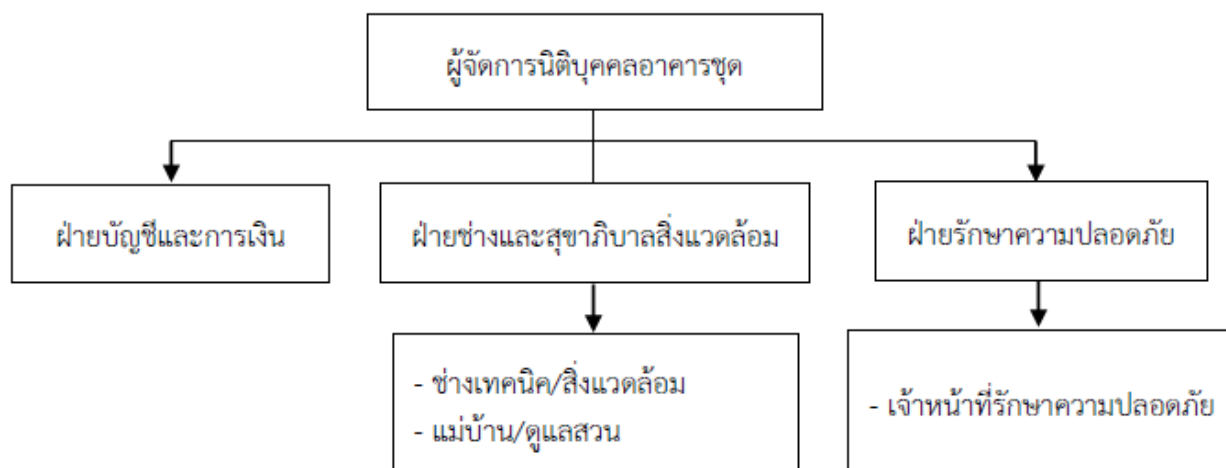 ผู้จัดการนิติบุคคลอาคารชุด
ฝ่ายบัญชีและการเงิน
ฝ่ายช่างและสุขาภิบาลสิ่งแวดล้อม
ฝ่ายรักษาความปลอดภัย
- ช่างเทคนิค/สิ่งแวดล้อม
- แม่บ้าน/ดูแลสวน
- เจ้าหน้าที่รักษาความปลอดภัย